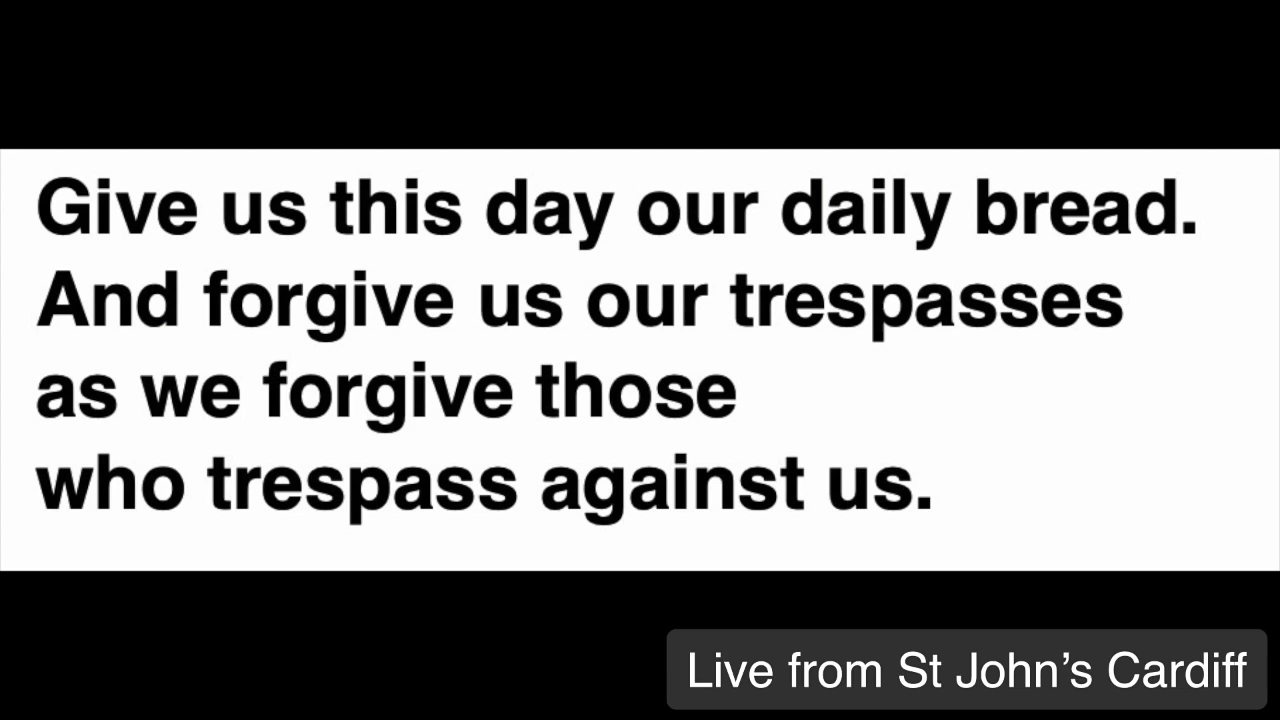 Give us this day our daily bread.
And forgive us our trespasses
as we forgive those
who trespass against us.
Live from St John’s Cardiff